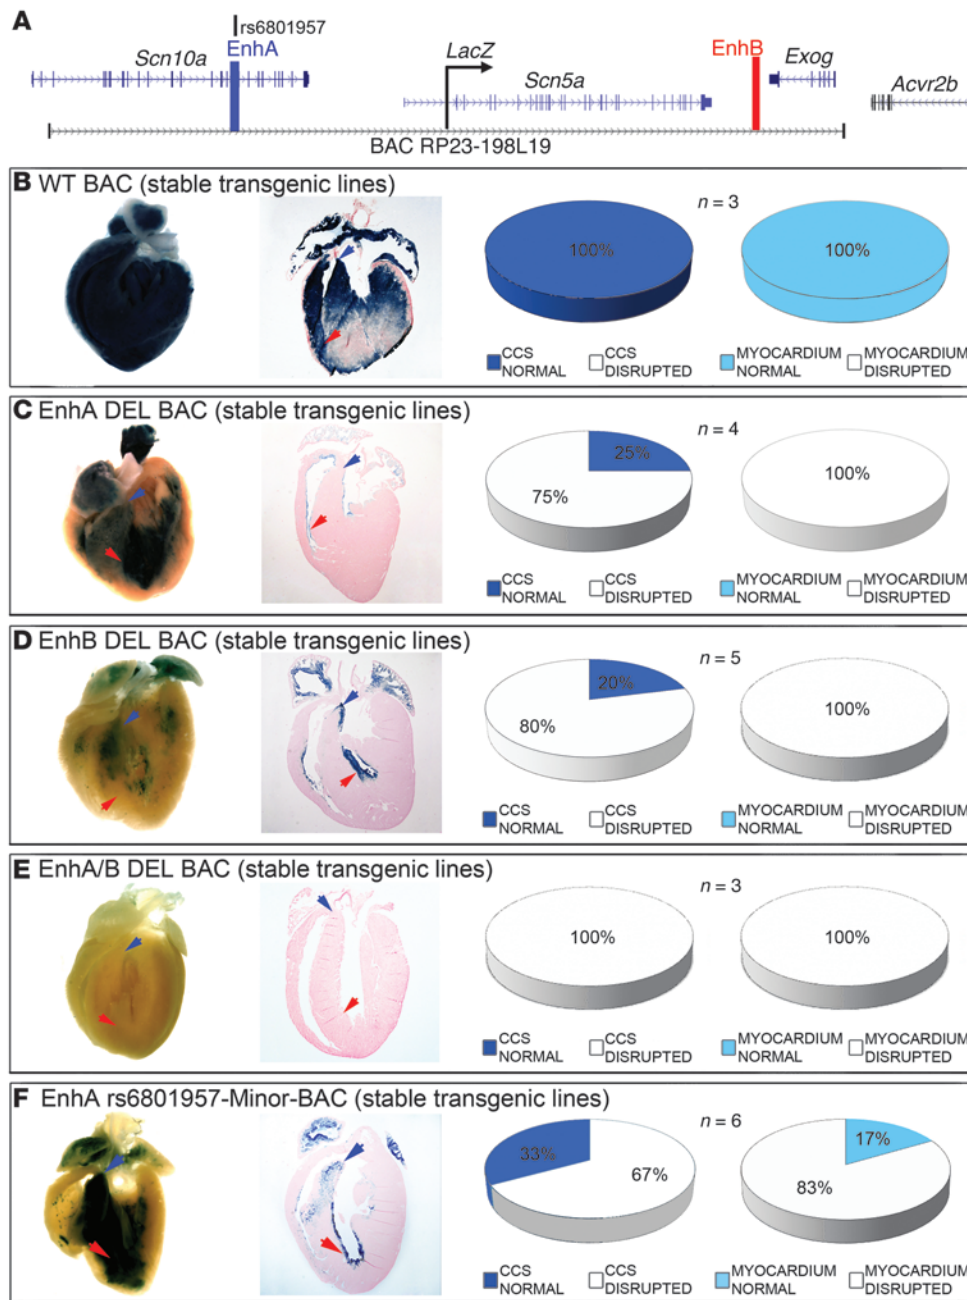 A
rs6801957
EnhA
Scn10a
LacZ
Scn5a
EnhB
Exog
Acvr2b
BAC RP23-198L19
B WT BAC (stable transgenic lines)
n = 3
100%
100%
CCS NORMAL
CCS DISRUPTED
MYOCARDIUM NORMAL
MYOCARDIUM DISRUPTED
C EnhA DEL BAC (stable transgenic lines)
n = 4
25%
75%
100%
CCS NORMAL
CCS DISRUPTED
MYOCARDIUM NORMAL
MYOCARDIUM DISRUPTED
D EnhB DEL BAC (stable transgenic lines)
n = 5
20%
80%
100%
CCS NORMAL
CCS DISRUPTED
MYOCARDIUM NORMAL
MYOCARDIUM DISRUPTED
E EnhA/B DEL BAC (stable transgenic lines)
n = 3
100%
100%
CCS NORMAL
CCS DISRUPTED
MYOCARDIUM NORMAL
MYOCARDIUM DISRUPTED
F EnhA rs6801957-Minor-BAC (stable transgenic lines)
n = 6
33%
67%
17%
83%
CCS NORMAL
CCS DISRUPTED
MYOCARDIUM NORMAL
MYOCARDIUM DISRUPTED